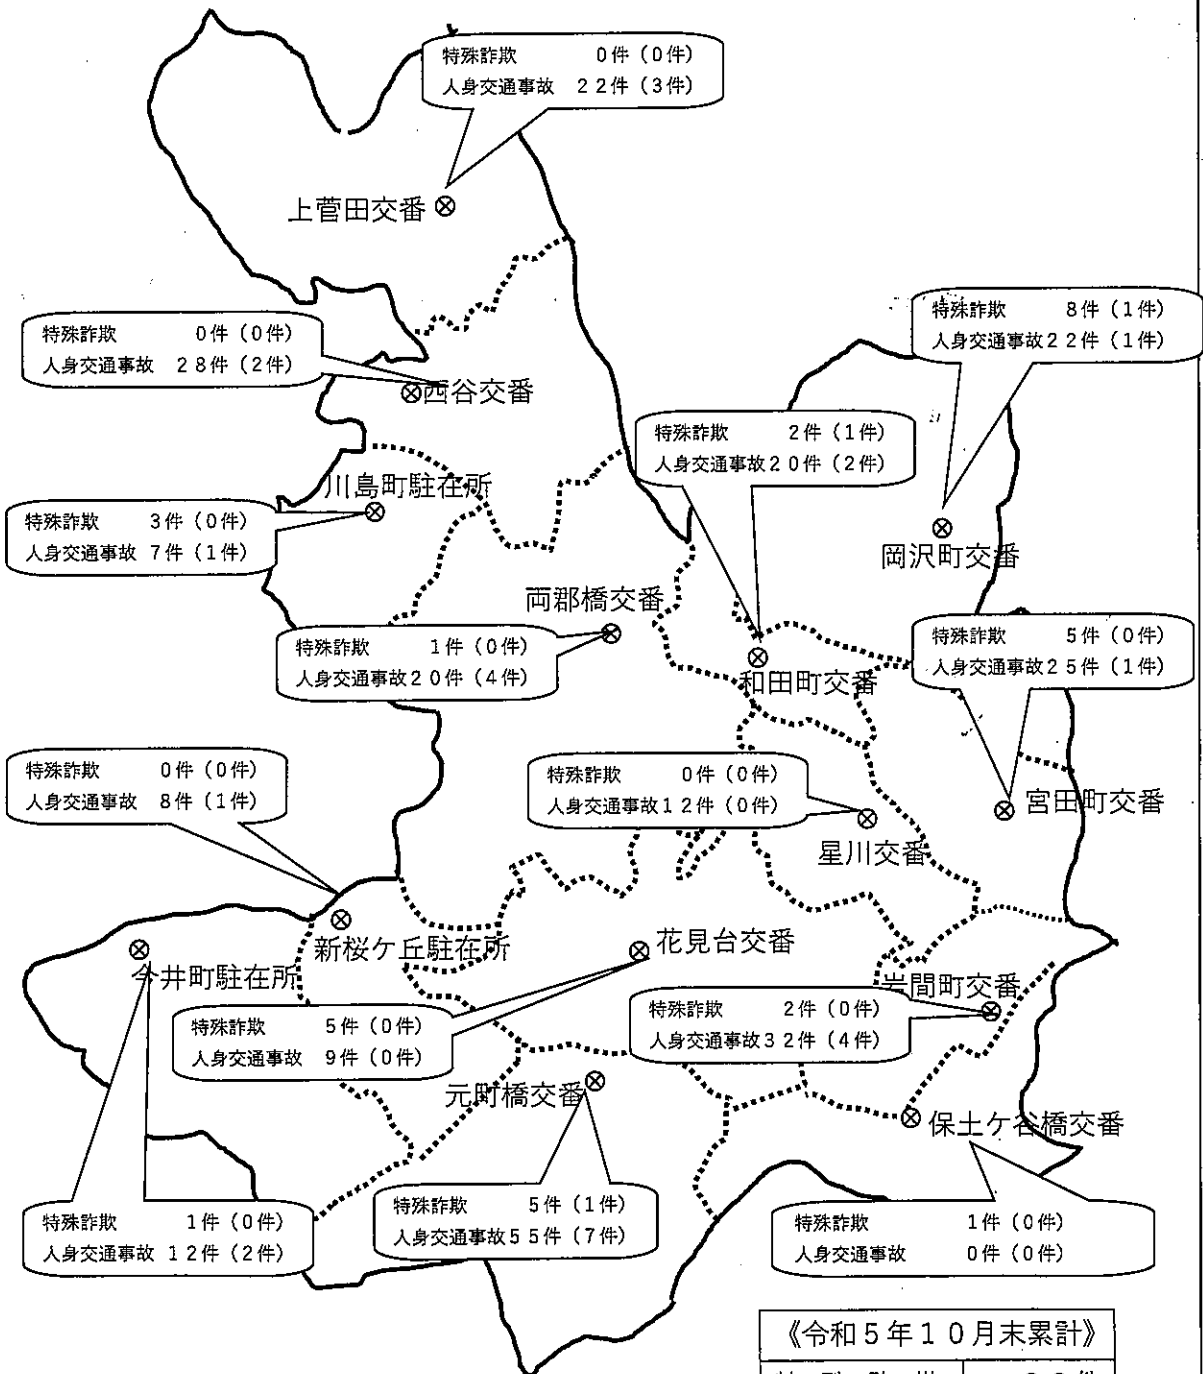 特殊詐欺 0件(0件)
人身交通事故 22件(3件)
上菅田交番
特殊詐欺 0件(0件)
人身交通事故 28件(2件)
西谷交番
特殊詐欺 8件(1件)
人身交通事故22件(1件)
岡沢町交番
特殊詐欺 2件(1件)
人身交通事故20件(2件)
和田町交番
川島町駐在所
特殊詐欺 3件(0件)
人身交通事故 7件(1件)
両郡橋交番
特殊詐欺 1件(0件)
人身交通事故20件(4件)
特殊詐欺 5件(0件)
人身交通事故25件(1件)
宮田町交番
特殊詐欺 0件(0件)
人身交通事故 8件(1件)
新桜ケ丘駐在所
特殊詐欺 0件(0件)
人身交通事故12件(0件)
星川交番
今井町駐在所
花見台交番
特殊詐欺 5件(0件)
人身交通事故 9件(0件)
岩間町交番
特殊詐欺 2件(0件)
人身交通事故32件(4件)
元町橋交番
保土ケ谷橋交番
特殊詐欺 1件(0件)
人身交通事故 12件(2件)
特殊詐欺 5件(1件)
人身交通事故55件(7件)
特殊詐欺 1件(0件)
人身交通事故 0件(0件)
《令和5年10月末累計》